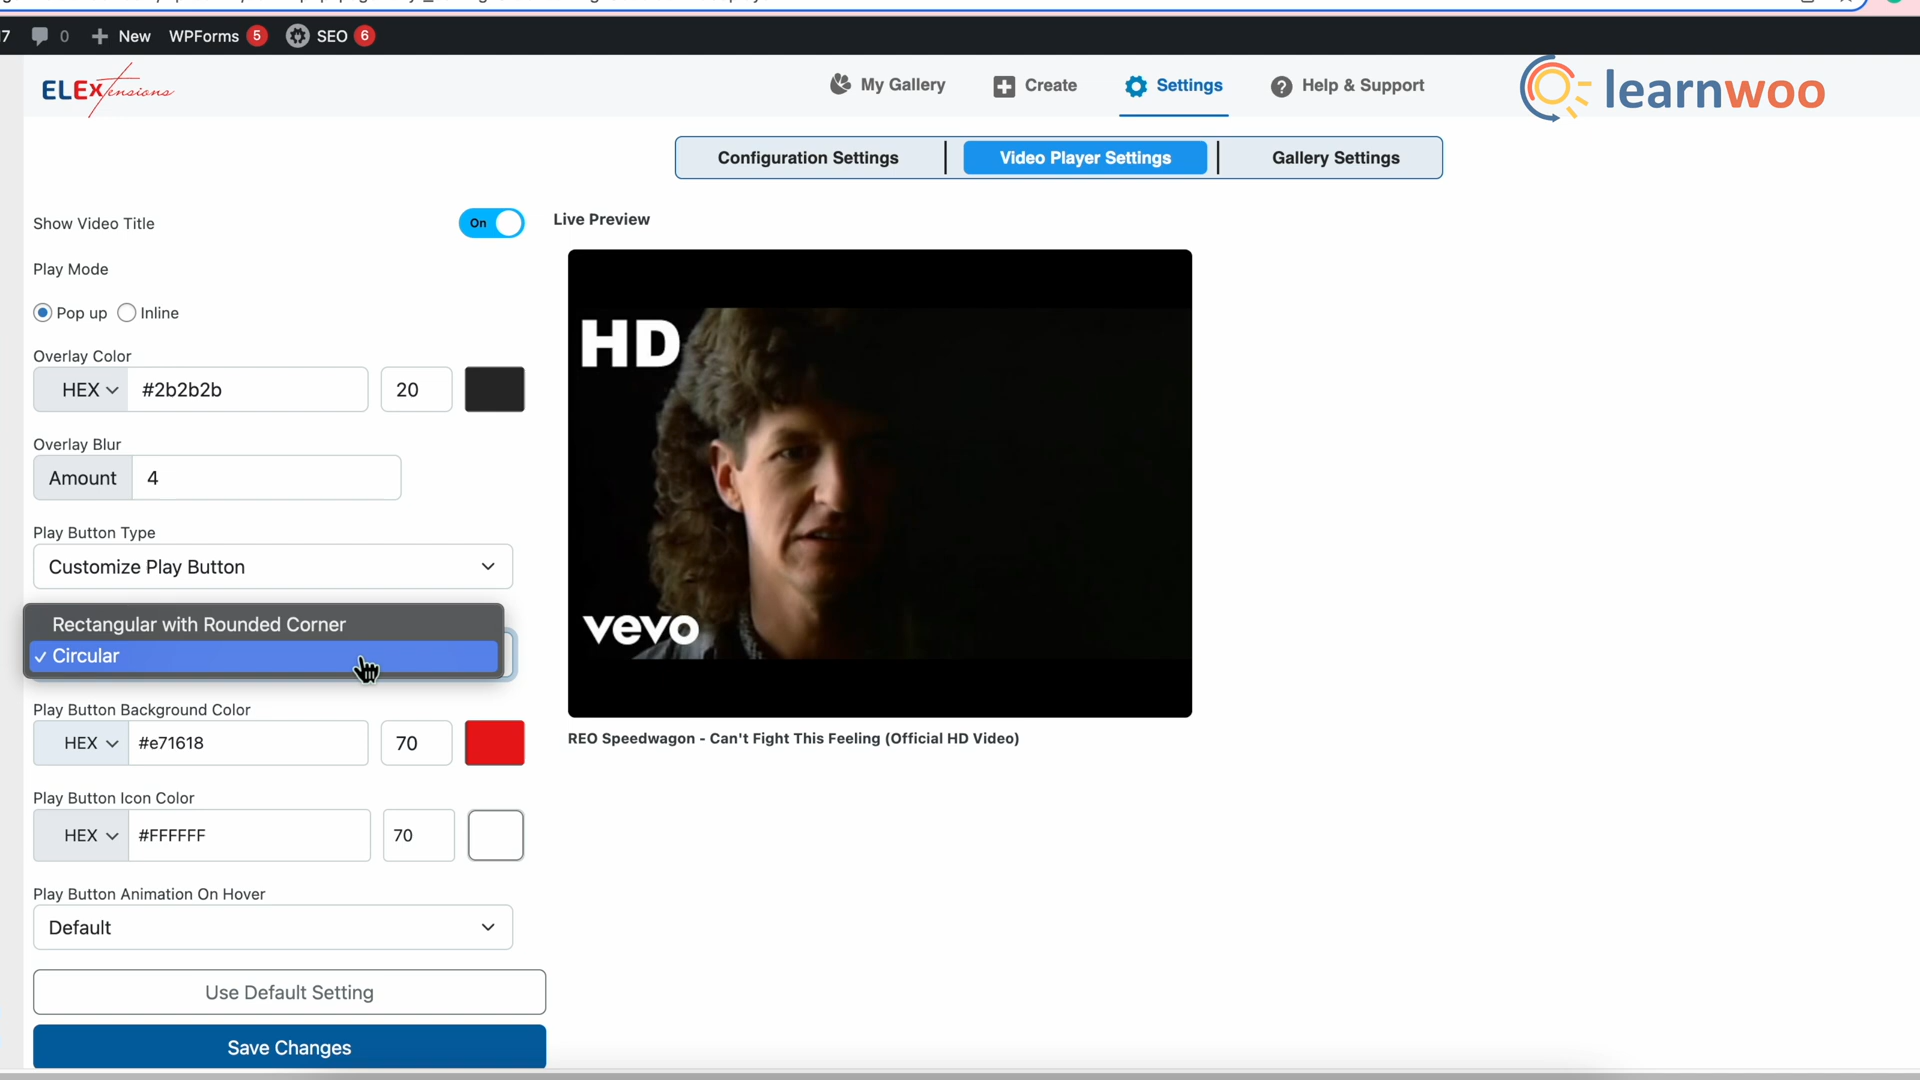 7 0 New WPForms 5 SEO 6
ELEXtensions
My Gallery Create Settings Help & Support
learnwoo
Configuration Settings Video Player Settings Gallery Settings
Show Video Title On
Live Preview
Play Mode
Pop up Inline
Overlay Color
HEX #2b2b2b 20
Overlay Blur
Amount 4
Play Button Type
Customize Play Button
Rectangular with Rounded Corner
✓ Circular
Play Button Background Color
HEX #e71618 70
Play Button Icon Color
HEX #FFFFFF 70
Play Button Animation On Hover
Default
Use Default Setting
Save Changes
HD
vevo
REO Speedwagon - Can't Fight This Feeling (Official HD Video)